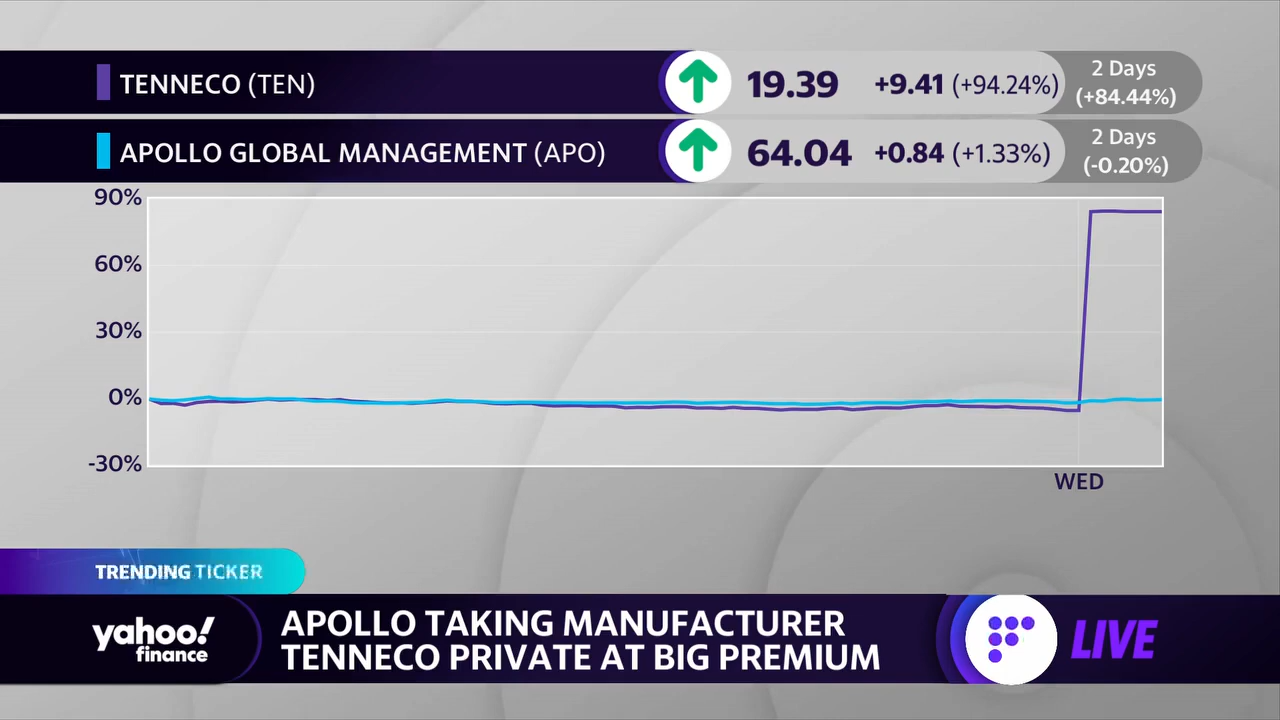 TENNECO (TEN) 19.39 +9.41 (+94.24%) 2 Days (+84.44%)
APOLLO GLOBAL MANAGEMENT (APO) 64.04 +0.84 (+1.33%) 2 Days (-0.20%)
90%
60%
30%
0%
-30%
WED
TRENDING TICKER
yahoo! finance
APOLLO TAKING MANUFACTURER
TENNECO PRIVATE AT BIG PREMIUM
LIVE